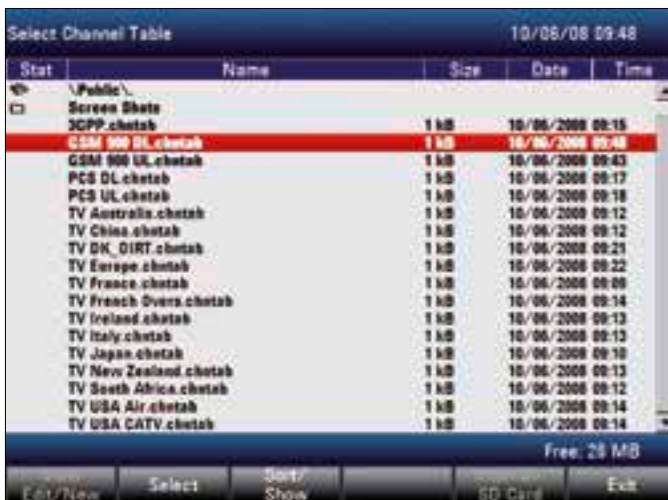 Select Channel Table 10/06/08 09:48
Stat Name Size Date Time
\Public\
Screen Shots
3GPP.chntab 1 kB 10/06/2008 09:15
GSM 900 DL.chntab 1 kB 10/06/2008 09:48
GSM 900 UL.chntab 1 kB 10/06/2008 09:43
PCS DL.chntab 1 kB 10/06/2008 09:17
PCS UL.chntab 1 kB 10/06/2008 09:18
TV Australia.chntab 1 kB 10/06/2008 09:12
TV China.chntab 1 kB 10/06/2008 09:12
TV DK_OIRT.chntab 1 kB 10/06/2008 09:21
TV Europe.chntab 1 kB 10/06/2008 09:22
TV France.chntab 1 kB 10/06/2008 09:09
TV French Overs.chntab 1 kB 10/06/2008 09:14
TV Ireland.chntab 1 kB 10/06/2008 09:13
TV Italy.chntab 1 kB 10/06/2008 09:13
TV Japan.chntab 1 kB 10/06/2008 09:10
TV New Zealand.chntab 1 kB 10/06/2008 09:13
TV South Africa.chntab 1 kB 10/06/2008 09:12
TV USA Air.chntab 1 kB 10/06/2008 09:14
TV USA CATV.chntab 1 kB 10/06/2008 09:14
Free: 28 MB
Edit/New Select Sort/ Show SD Card Exit